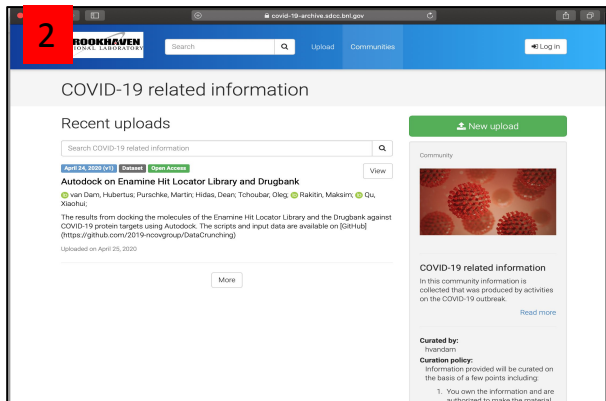 covid-19-archive.sdcc.bnl.gov
2
ROOKHAVEN
IONAL LABORATORY
Search
Upload
Communities
Log in
COVID-19 related information
Recent uploads
New upload
Search COVID-19 related information
April 24, 2020 (v1) Dataset Open Access
View
Autodock on Enamine Hit Locator Library and Drugbank
van Dam, Hubertus; Purschke, Martin; Hidas, Dean; Tchoubar, Oleg; Rakitin, Maksim; Qu,
Xiaohui;
The results from docking the molecules of the Enamine Hit Locator Library and the Drugbank against
COVID-19 protein targets using Autodock. The scripts and input data are available on [GitHub]
(https://github.com/2019-ncovgroup/DataCrunching)
Uploaded on April 25, 2020
More
Community
COVID-19 related information
In this community information is
collected that was produced by activities
on the COVID-19 outbreak.
Read more
Curated by:
hvandam
Curation policy:
Information provided will be curated on
the basis of a few points including:
1. You own the information and are
authorized to make the material